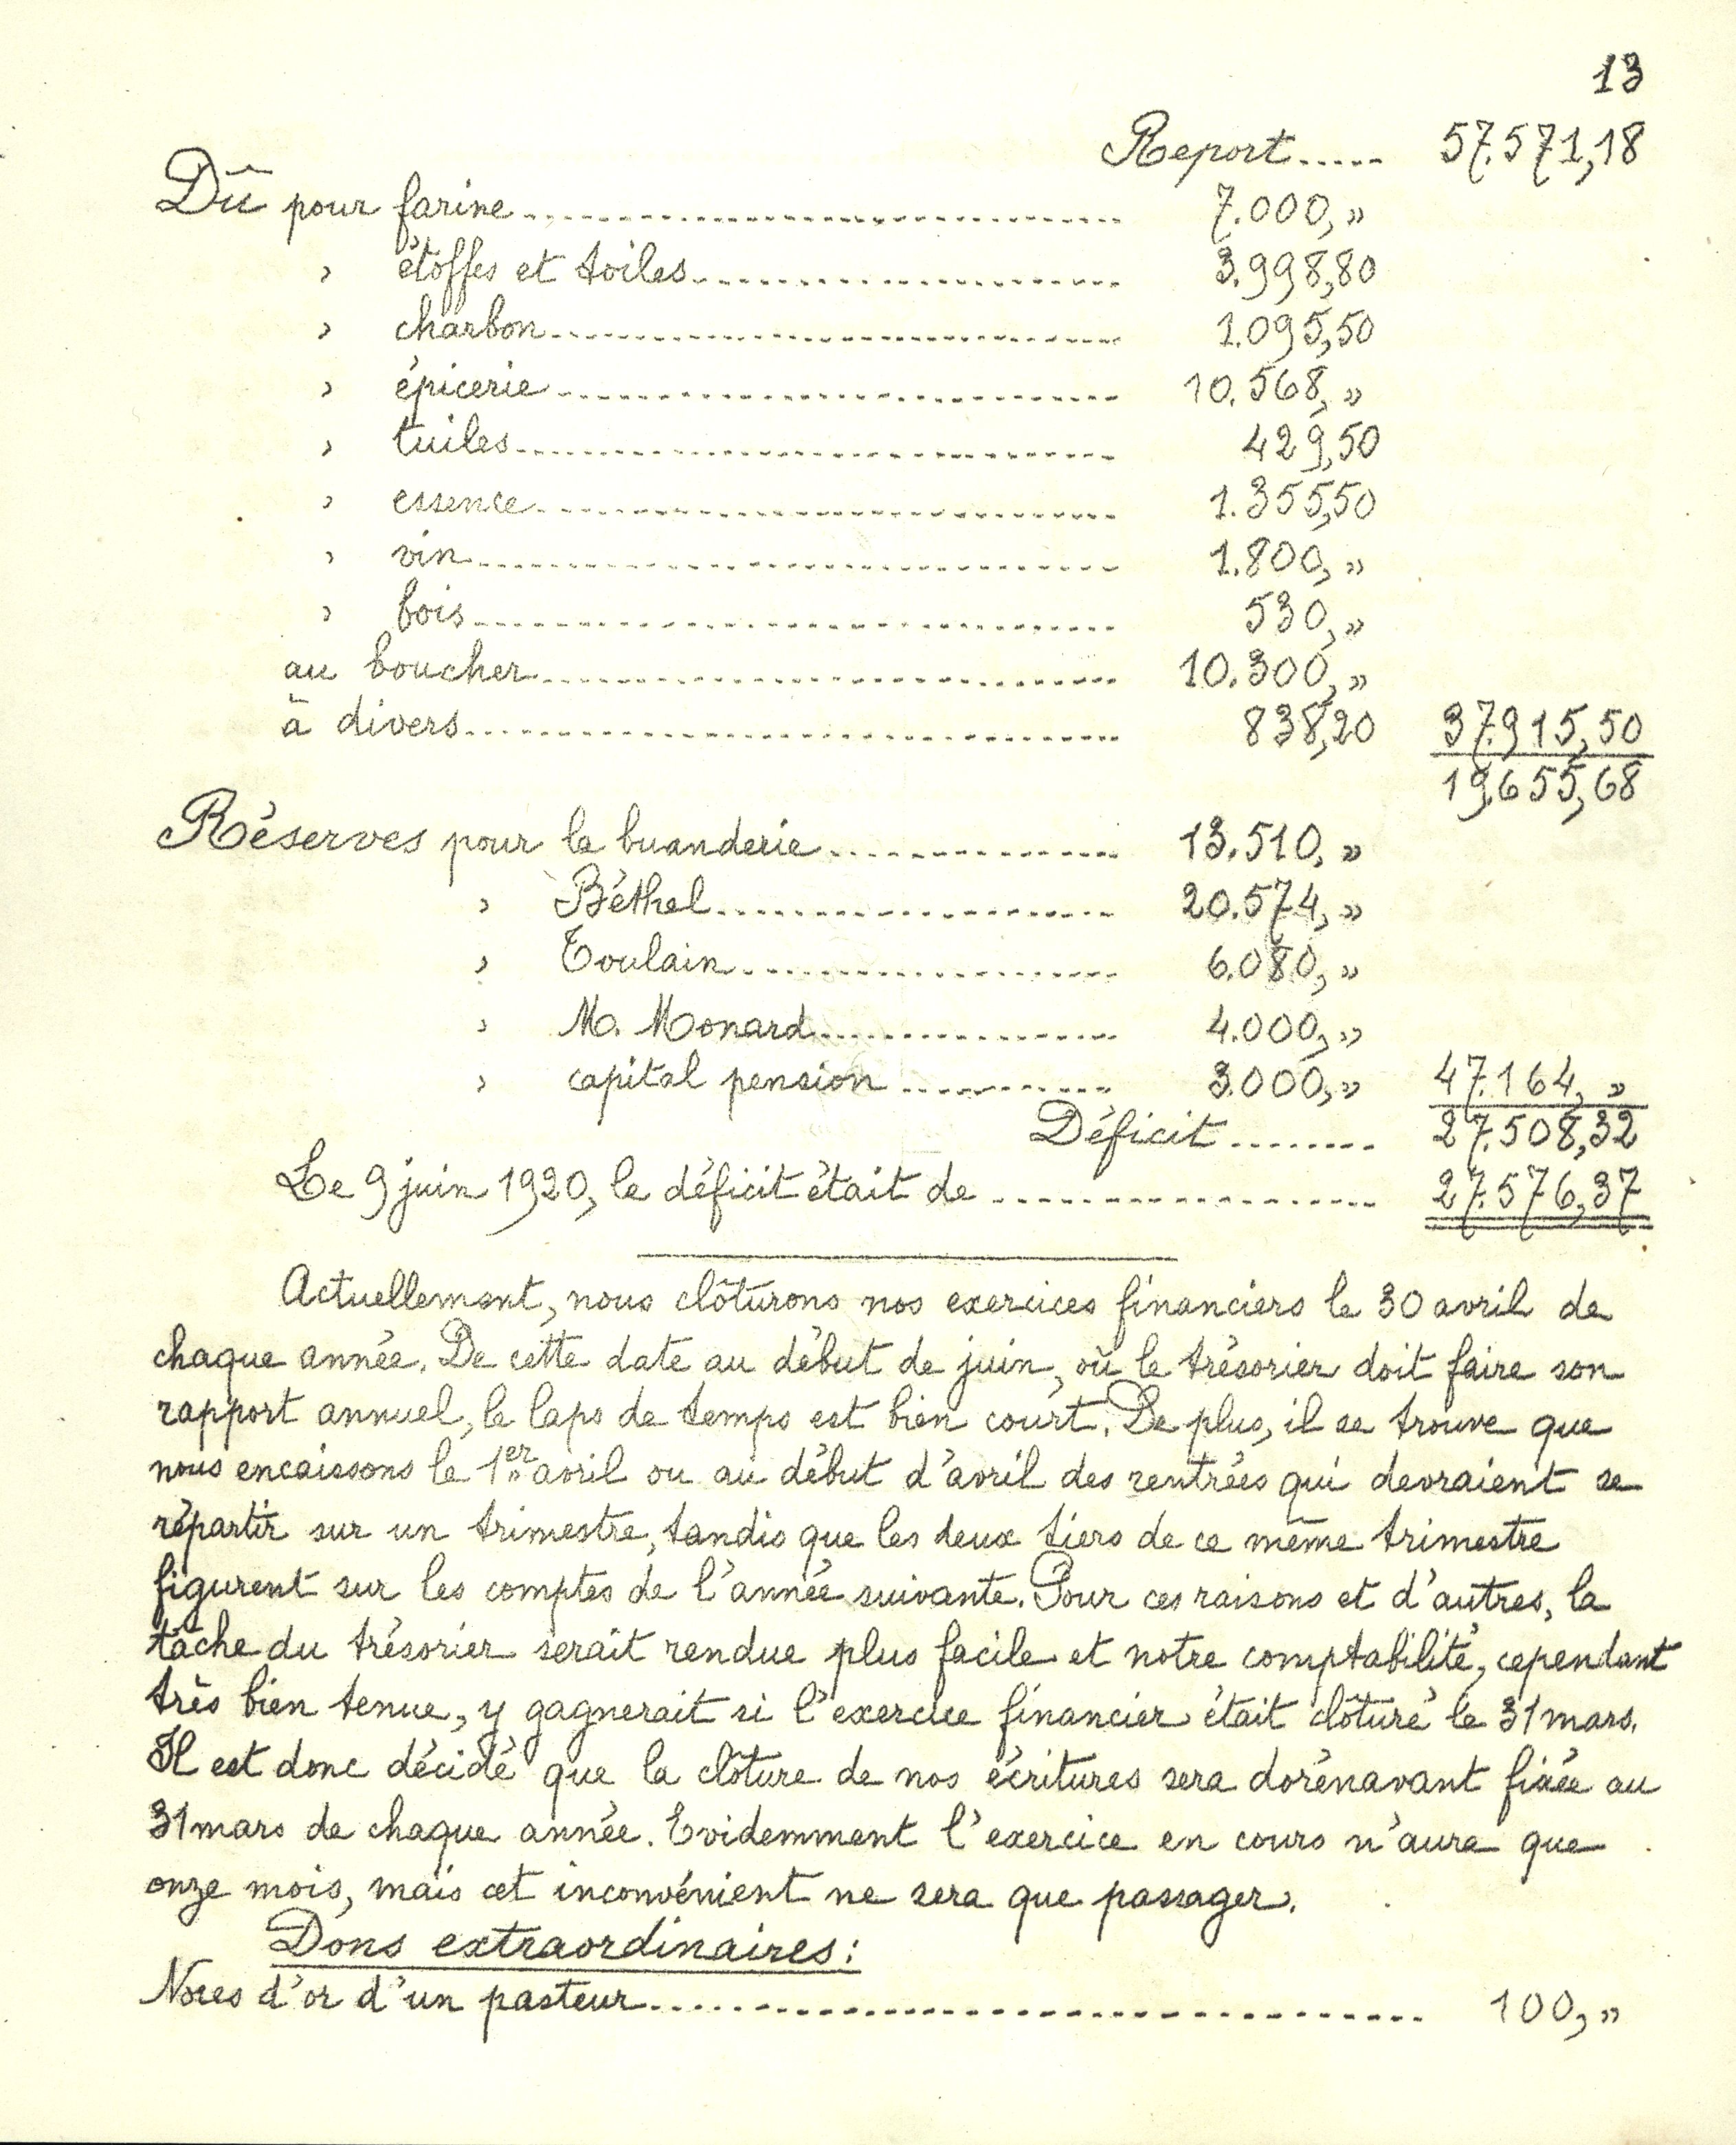 13
Report..... 57.571,18
Dû pour farine........ 7.000,"
" étoffes et toiles........ 3.998,80
" charbon........ 1.095,50
" épicerie........ 10.568,"
" tuiles........ 429,50
" essence........ 1.355,50
" vin........ 1.800,"
" bois........ 530,"
au boucher........ 10.300,"
à divers........ 838,20 37.915,50
19.655,68
Réserves pour la buanderie........ 13.510,"
" Béthel........ 20.574,"
" Toulain........ 6.080,"
" M. Monard........ 4.000,"
" capital pension........ 3.000," 47.164,"
Déficit........ 27.508,32
Le 9 juin 1920, le déficit était de........ 27.576,37
Actuellement, nous clôturons nos exercices financiers le 30 avril de
chaque année. De cette date au début de juin, où le trésorier doit faire son
rapport annuel, le laps de temps est bien court. De plus, il se trouve que
nous encaissons le 1er avril ou au début d'avril des rentrées qui devraient se
répartir sur un trimestre, tandis que les deux tiers de ce même trimestre
figurent sur les comptes de l'année suivante. Pour ces raisons et d'autres, la
tâche du trésorier serait rendue plus facile et notre comptabilité, cependant
très bien tenue, y gagnerait si l'exercice financier était clôturé le 31 mars.
Il est donc décidé que la clôture de nos écritures sera dorénavant fixée au
31 mars de chaque année. Evidemment l'exercice en cours n'aura que
onze mois, mais cet inconvénient ne sera que passager.
Dons extraordinaires:
Noces d'or d'un pasteur........ 100,"